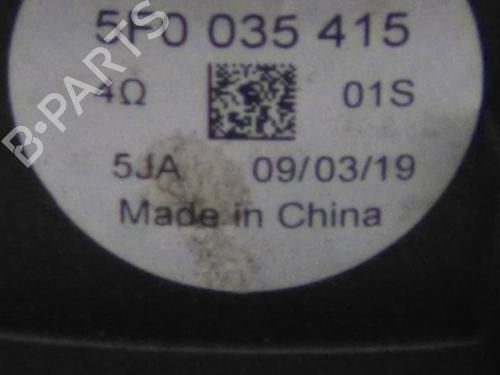 5F0 035 415
4Ω 01S
5JA 09/03/19
Made in China
B-PARTS